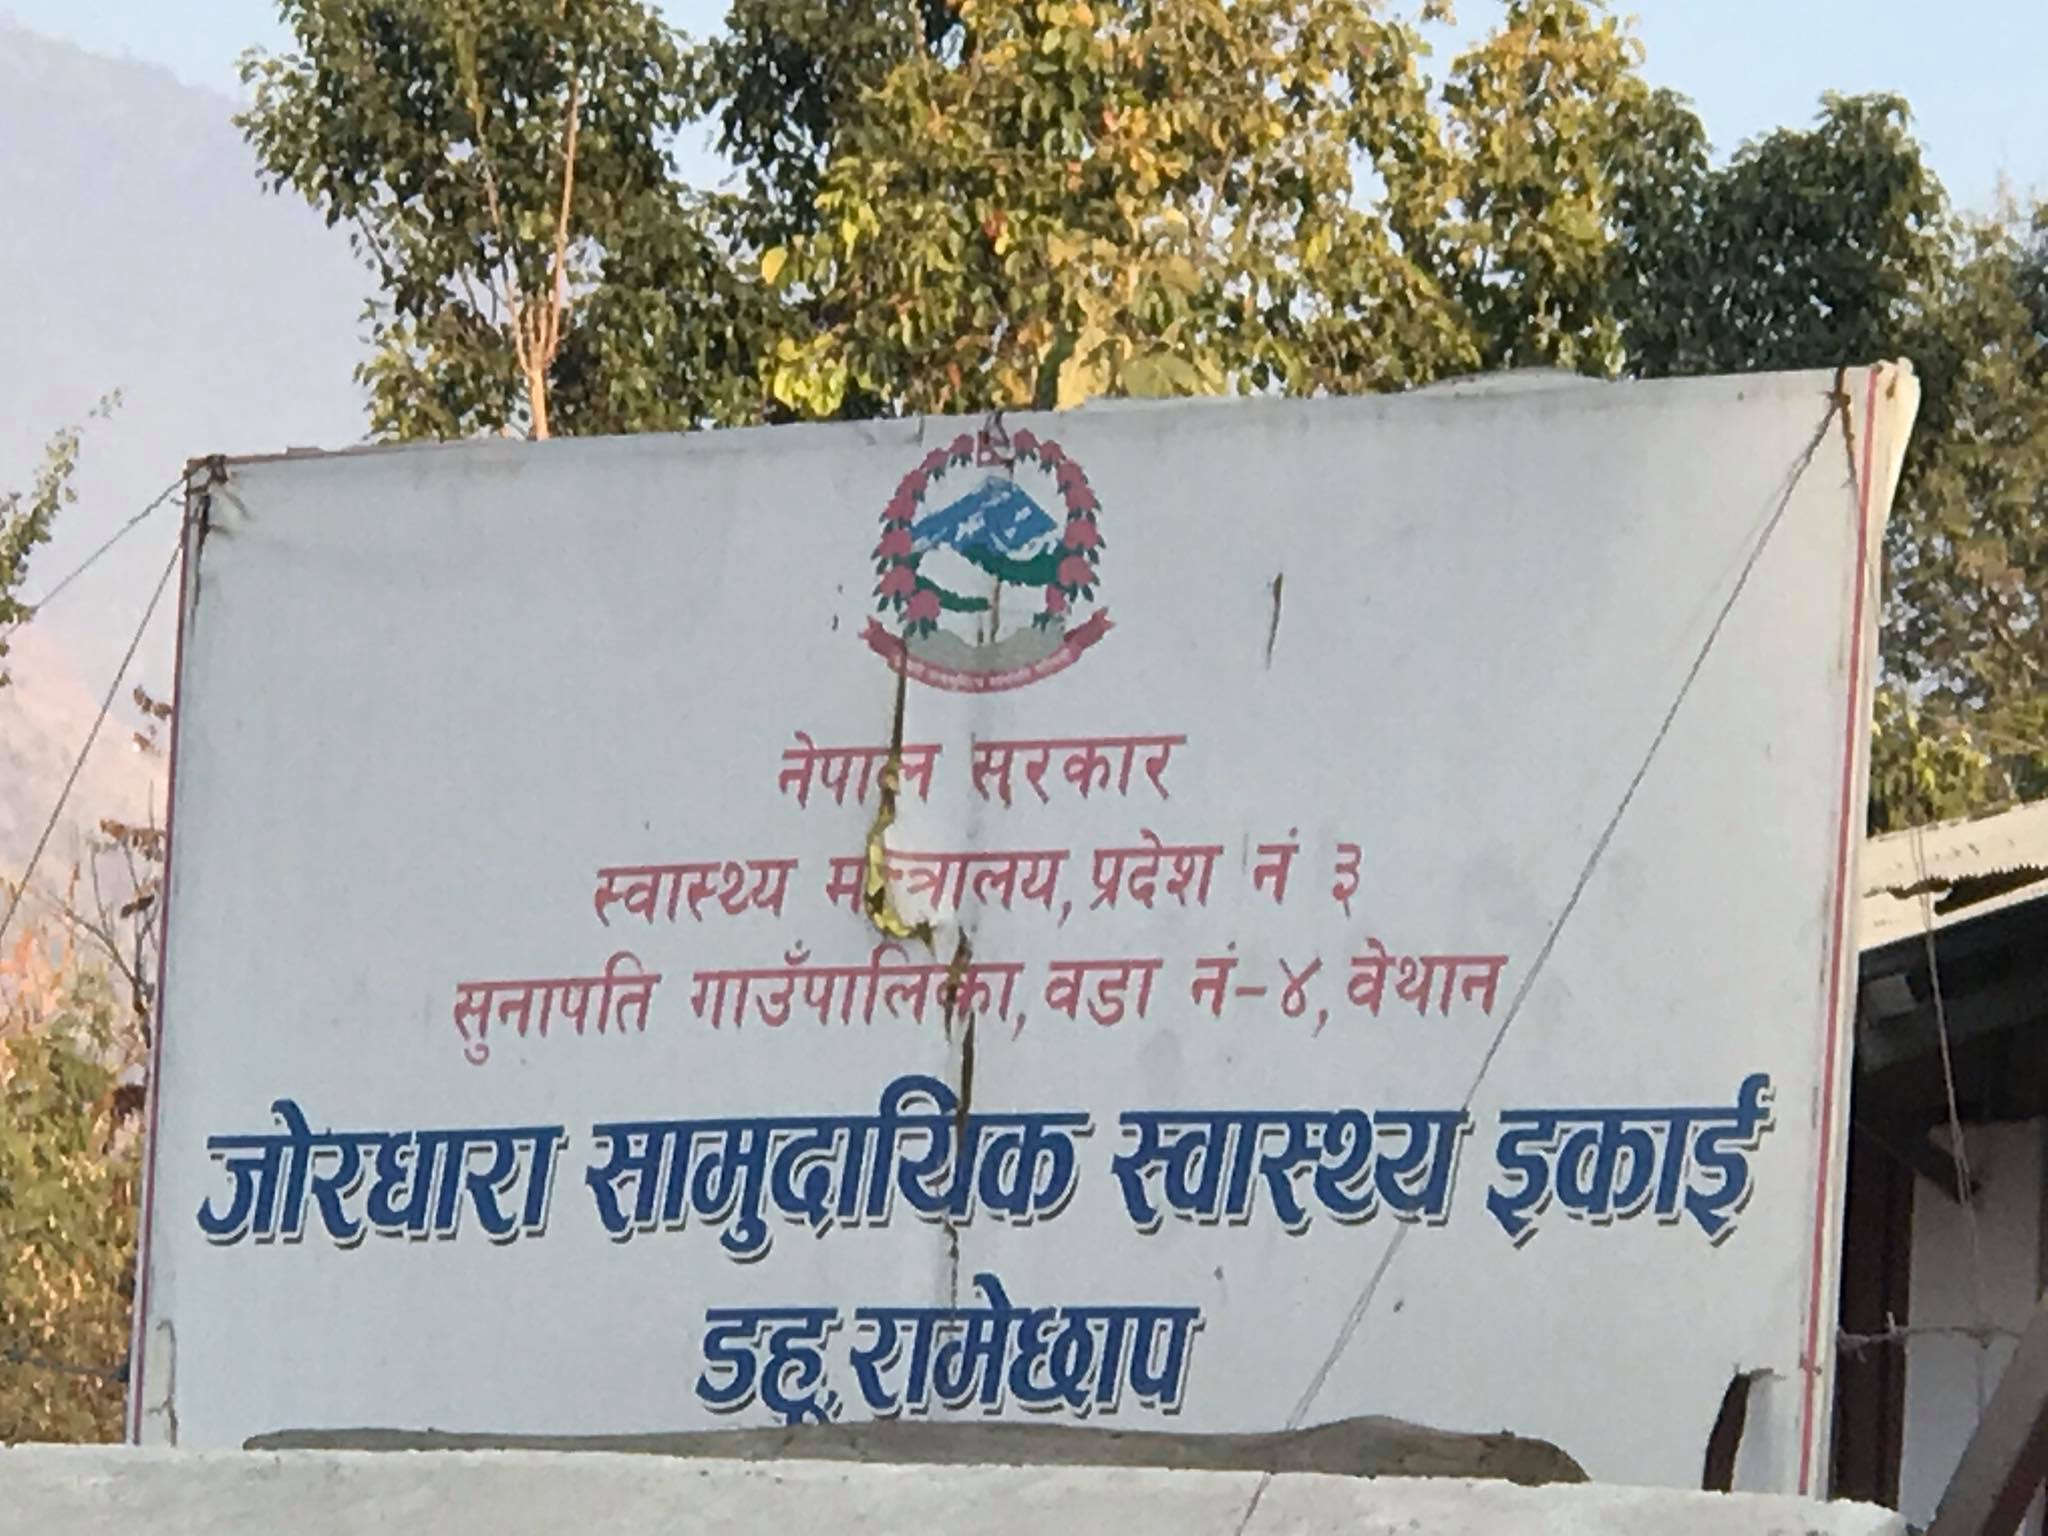 नेपाल सरकार
स्वास्थ्य मन्त्रालय, प्रदेश नं ३
सुनापति गाउँपालिका, वडा नं-४, वेथान
जोरधारा सामुदायिक स्वास्थ्य इकाई
डहू, रामेछाप